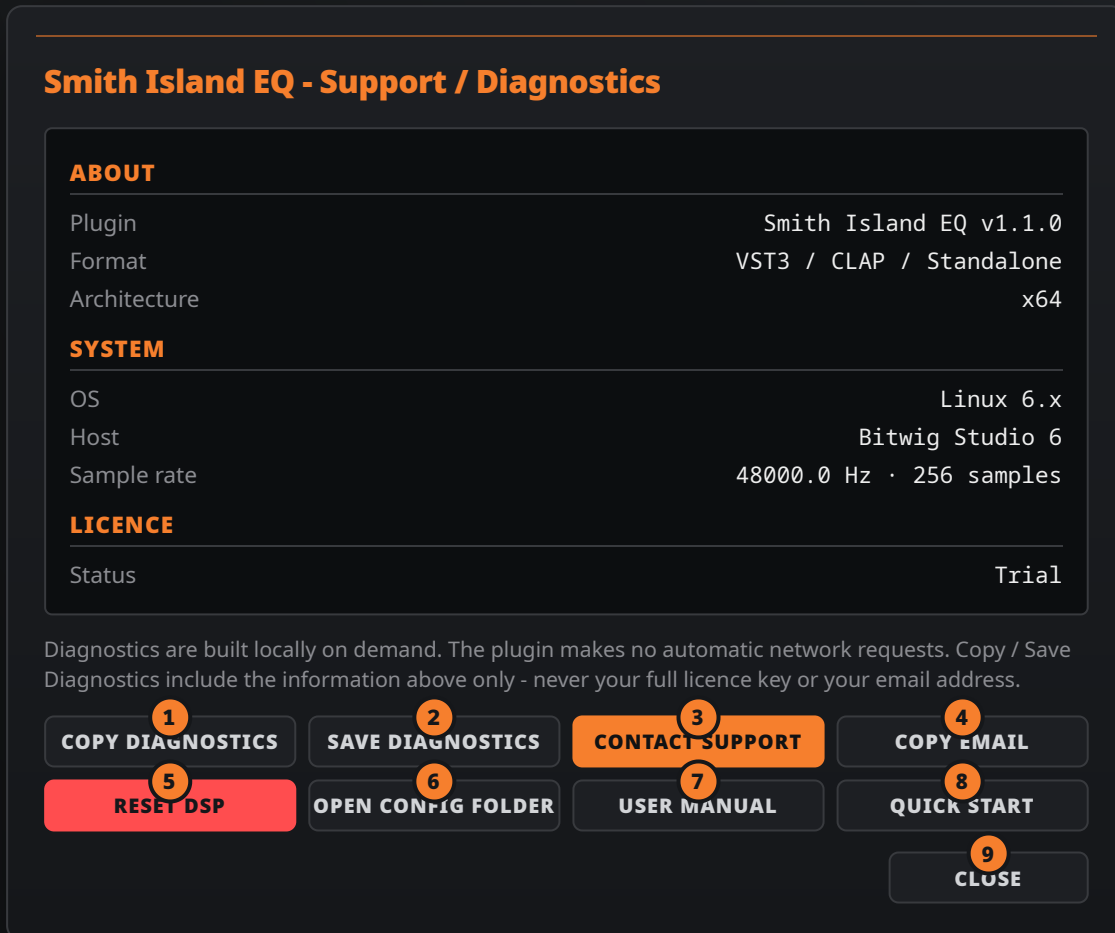 Smith Island EQ - Support / Diagnostics
ABOUT
Plugin Smith Island EQ v1.1.0
Format VST3 / CLAP / Standalone
Architecture x64
SYSTEM
OS Linux 6.x
Host Bitwig Studio 6
Sample rate 48000.0 Hz · 256 samples
LICENCE
Status Trial
Diagnostics are built locally on demand. The plugin makes no automatic network requests. Copy / Save
Diagnostics include the information above only - never your full licence key or your email address.
1 2 3 4
COPY DIAGNOSTICS SAVE DIAGNOSTICS CONTACT SUPPORT COPY EMAIL
5 6 7 8
RESET DSP OPEN CONFIG FOLDER USER MANUAL QUICK START
9
CLOSE